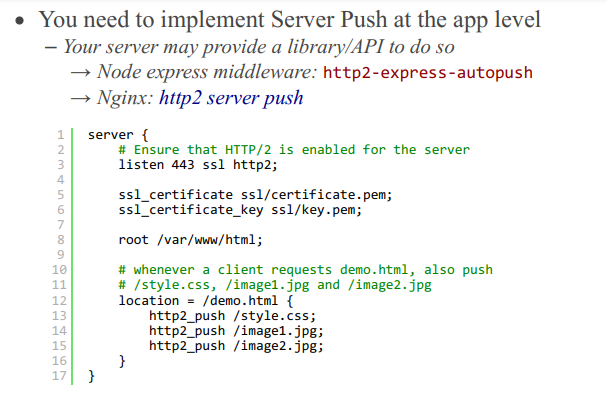 • You need to implement Server Push at the app level
– Your server may provide a library/API to do so
→ Node express middleware: http2-express-autopush
→ Nginx: http2 server push
1 server {
2     # Ensure that HTTP/2 is enabled for the server
3     listen 443 ssl http2;
4
5     ssl_certificate ssl/certificate.pem;
6     ssl_certificate_key ssl/key.pem;
7
8     root /var/www/html;
9
10     # whenever a client requests demo.html, also push
11     # /style.css, /image1.jpg and /image2.jpg
12     location = /demo.html {
13         http2_push /style.css;
14         http2_push /image1.jpg;
15         http2_push /image2.jpg;
16     }
17 }